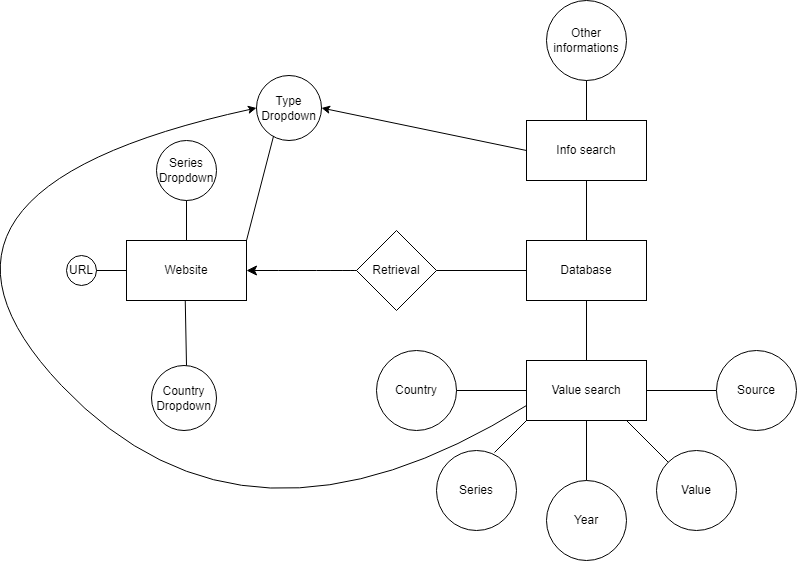 Other
informations
Type
Dropdown
Info search
Series
Dropdown
URL
Website
Retrieval
Database
Country
Dropdown
Country
Value search
Source
Series
Year
Value